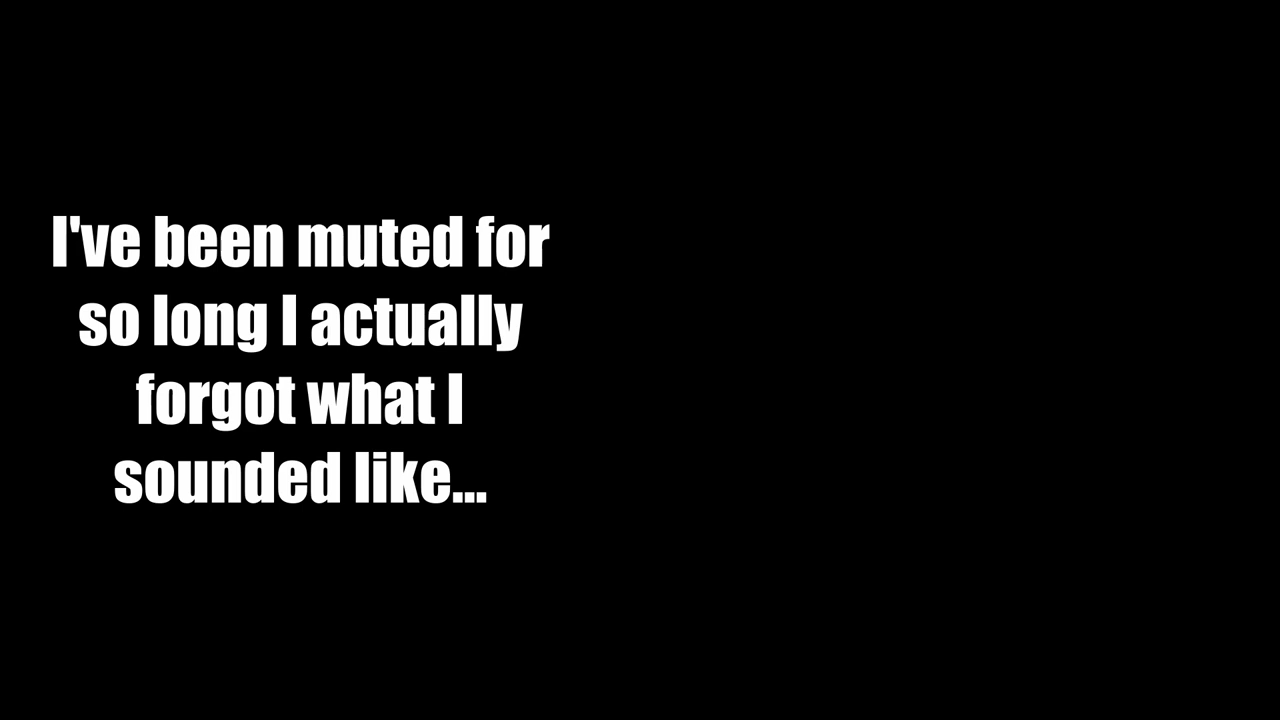 I've been muted for
so long I actually
forgot what I
sounded like...